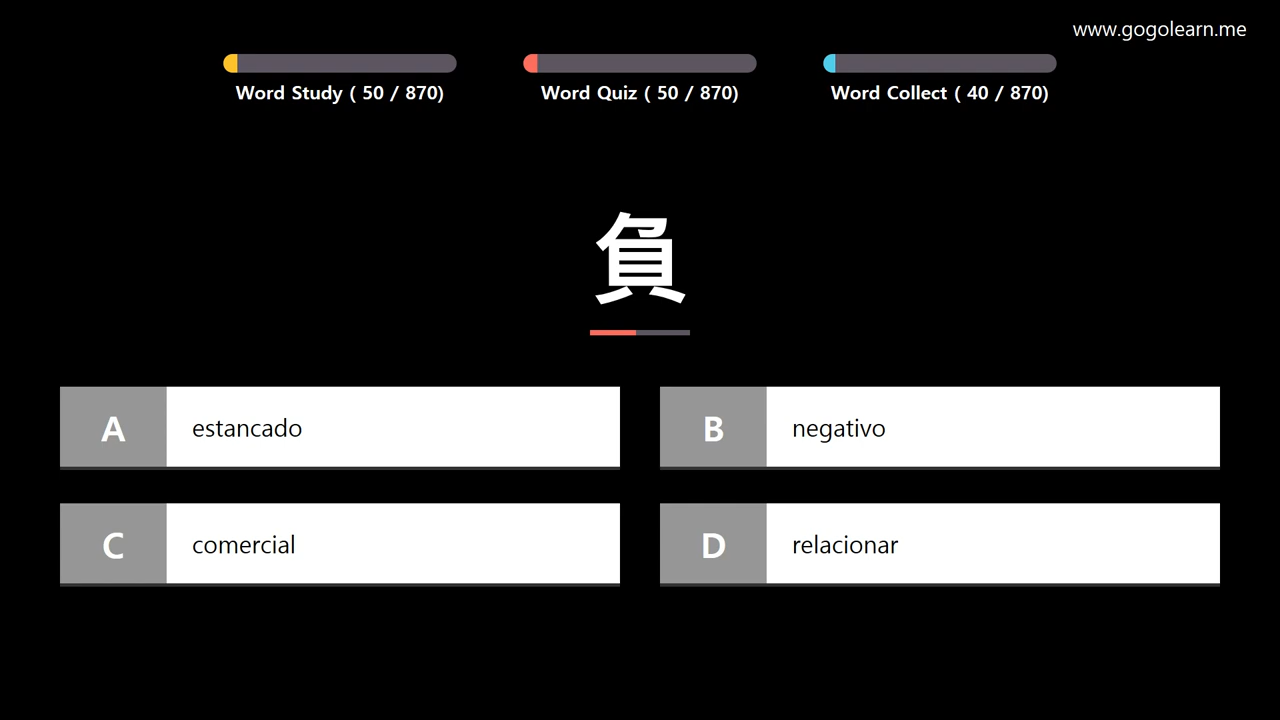 www.gogolearn.me
Word Study ( 50 / 870)
Word Quiz ( 50 / 870)
Word Collect ( 40 / 870)
負
A
estancado
B
negativo
C
comercial
D
relacionar